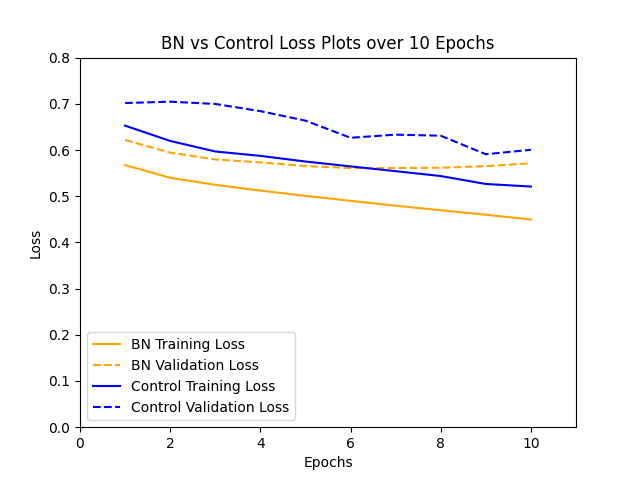 BN vs Control Loss Plots over 10 Epochs
0.8
0.7
0.6
0.5
0.4
0.3
0.2
0.1
0.0
Loss
BN Training Loss
BN Validation Loss
Control Training Loss
Control Validation Loss
0 2 4 6 8 10
Epochs